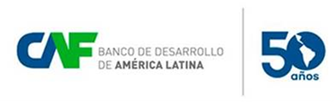 CAF BANCO DE DESARROLLO
DE AMÉRICA LATINA
50
años